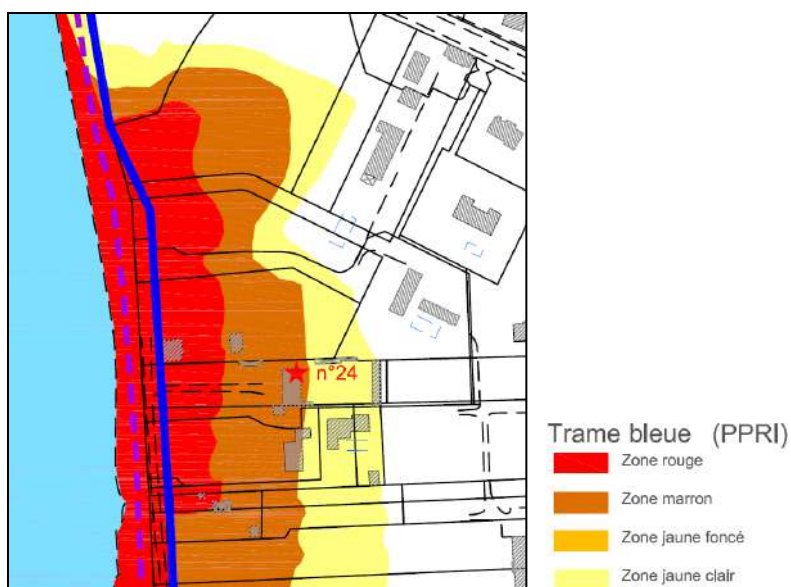 n°24
Trame bleue (PPRI)
Zone rouge
Zone marron
Zone jaune foncé
Zone jaune clair